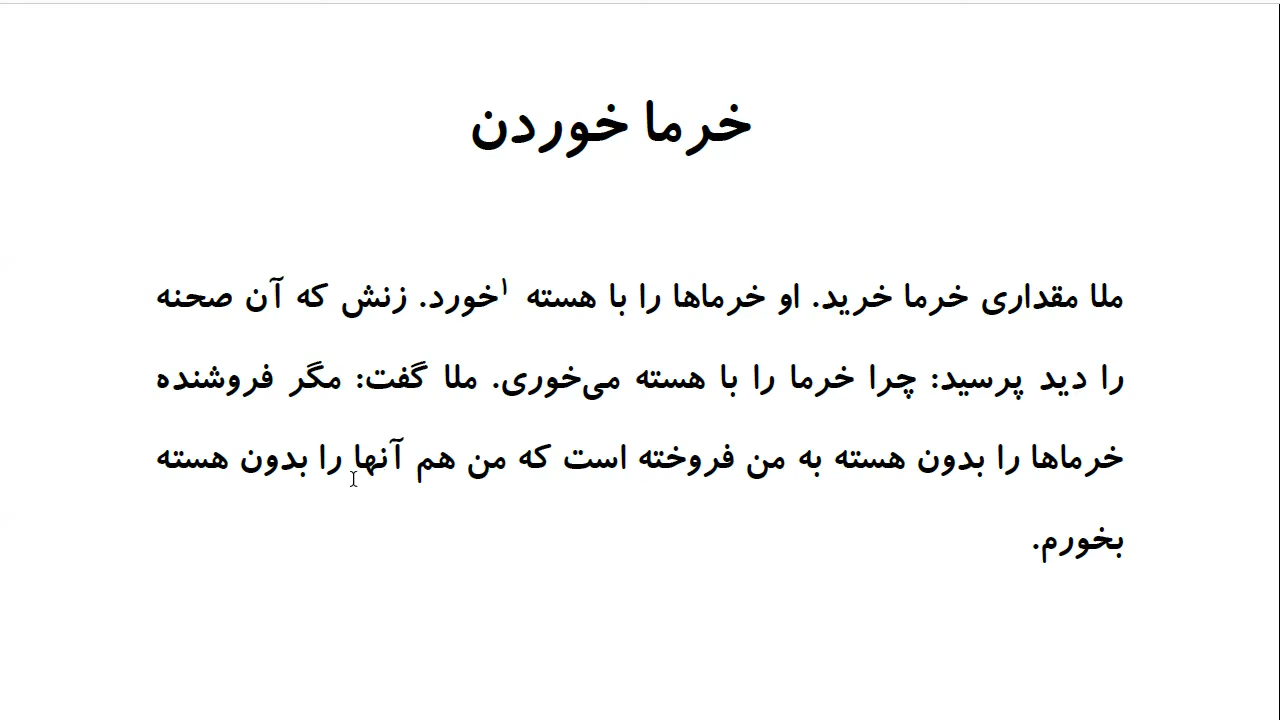 خرما خوردن
ملا مقداری خرما خرید. او خرماها را با هسته ۱خورد. زنش که آن صحنه
را دید پرسید: چرا خرما را با هسته می‌خوری. ملا گفت: مگر فروشنده
خرماها را بدون هسته به من فروخته است که من هم آنها را بدون هسته
بخورم.